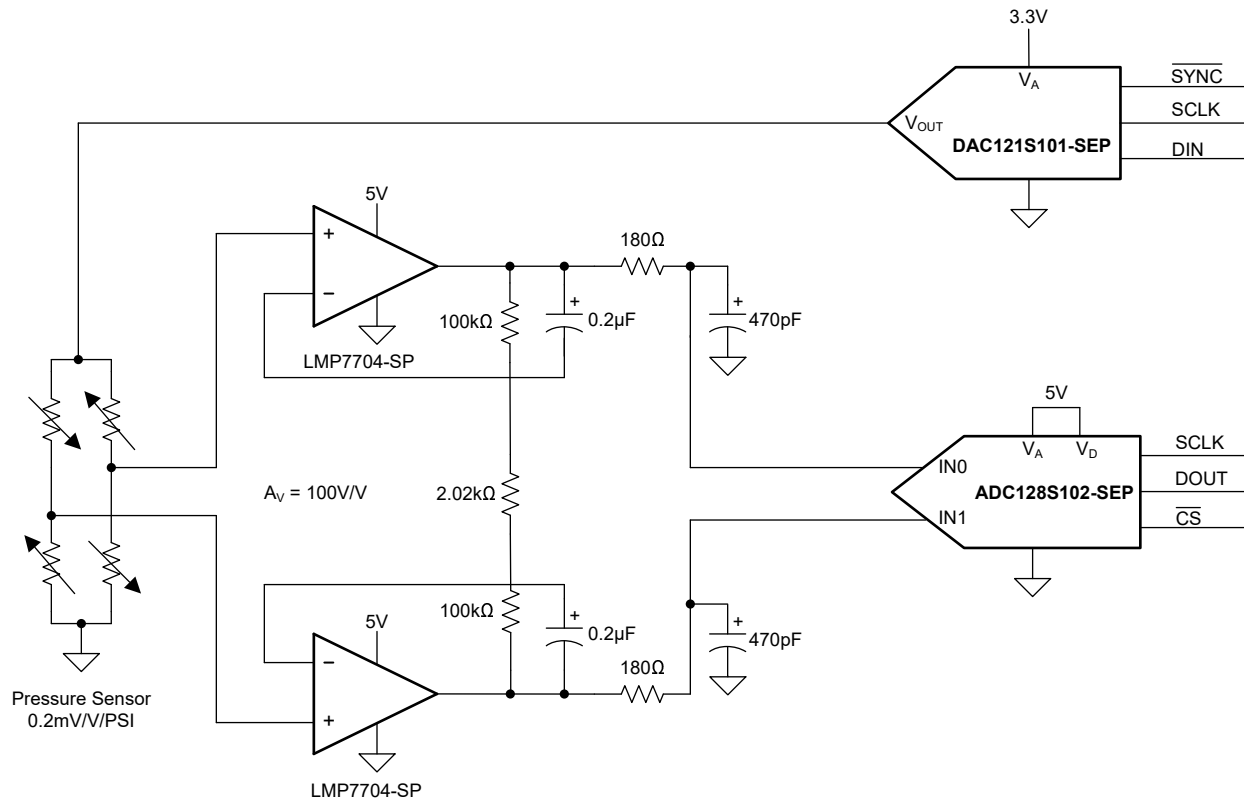 3.3V
V_A
SYNC
SCLK
V_OUT
DAC121S101-SEP
DIN
5V
+
180Ω
−
+
+
100kΩ
0.2µF
470pF
LMP7704-SP
5V
SCLK
V_A
V_D
IN0
A_V = 100V/V
2.02kΩ
ADC128S102-SEP
DOUT
IN1
CS
100kΩ
+
+
5V
0.2µF
470pF
−
180Ω
Pressure Sensor
0.2mV/V/PSI
+
LMP7704-SP